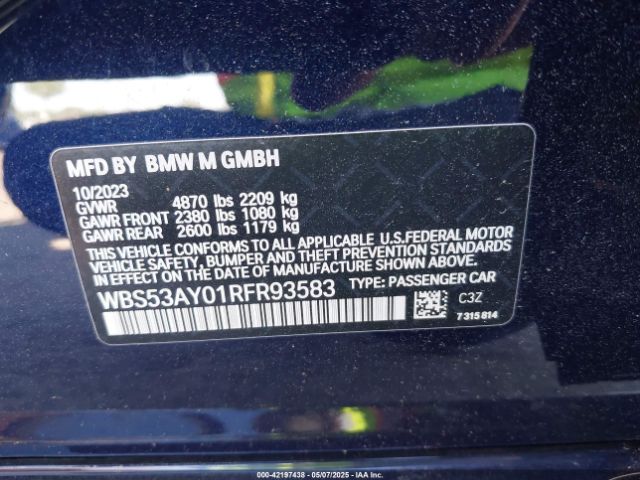 MFD BY BMW M GMBH
10/2023
GVWR 4870 lbs 2209 kg
GAWR FRONT 2380 lbs 1080 kg
GAWR REAR 2600 lbs 1179 kg
THIS VEHICLE CONFORMS TO ALL APPLICABLE U.S.FEDERAL MOTOR
VEHICLE SAFETY, BUMPER AND THEFT PREVENTION STANDARDS IN
EFFECT ON THE DATE OF MANUFACTURE SHOWN ABOVE.
WBS53AY01RFR93583 TYPE: PASSENGER CAR
C3Z
7315814
000-42197438 - 05/07/2025 - IAA Inc.